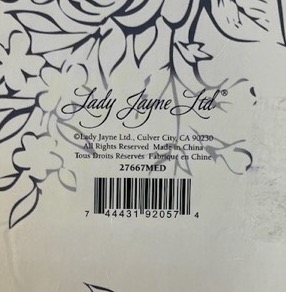 Lady Jayne Ltd®
©Lady Jayne Ltd., Culver City, CA 90230
All Rights Reserved Made in China
Tous Droits Réservés Fabriqué en Chine
27667MED
7 44431 92057 4